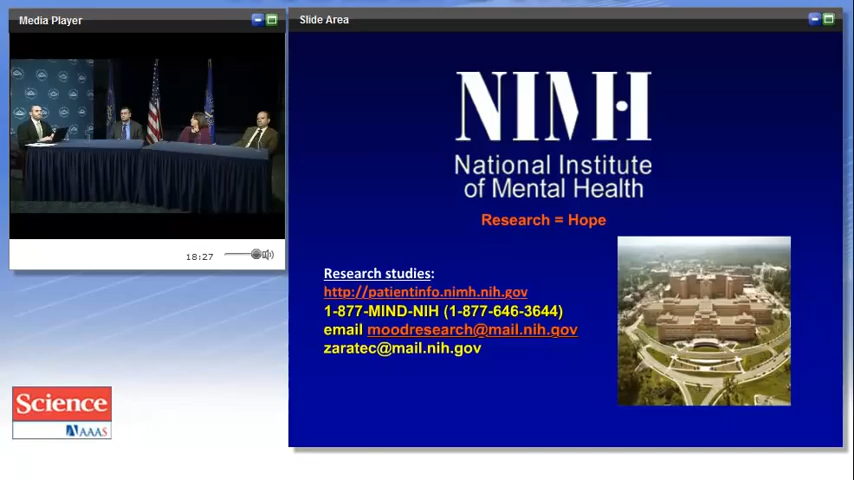 Media Player
18:27
Science
AAAS
Slide Area
NIMH
National Institute
of Mental Health
Research = Hope
Research studies:
http://patientinfo.nimh.nih.gov
1-877-MIND-NIH (1-877-646-3644)
email moodresearch@mail.nih.gov
zaratec@mail.nih.gov